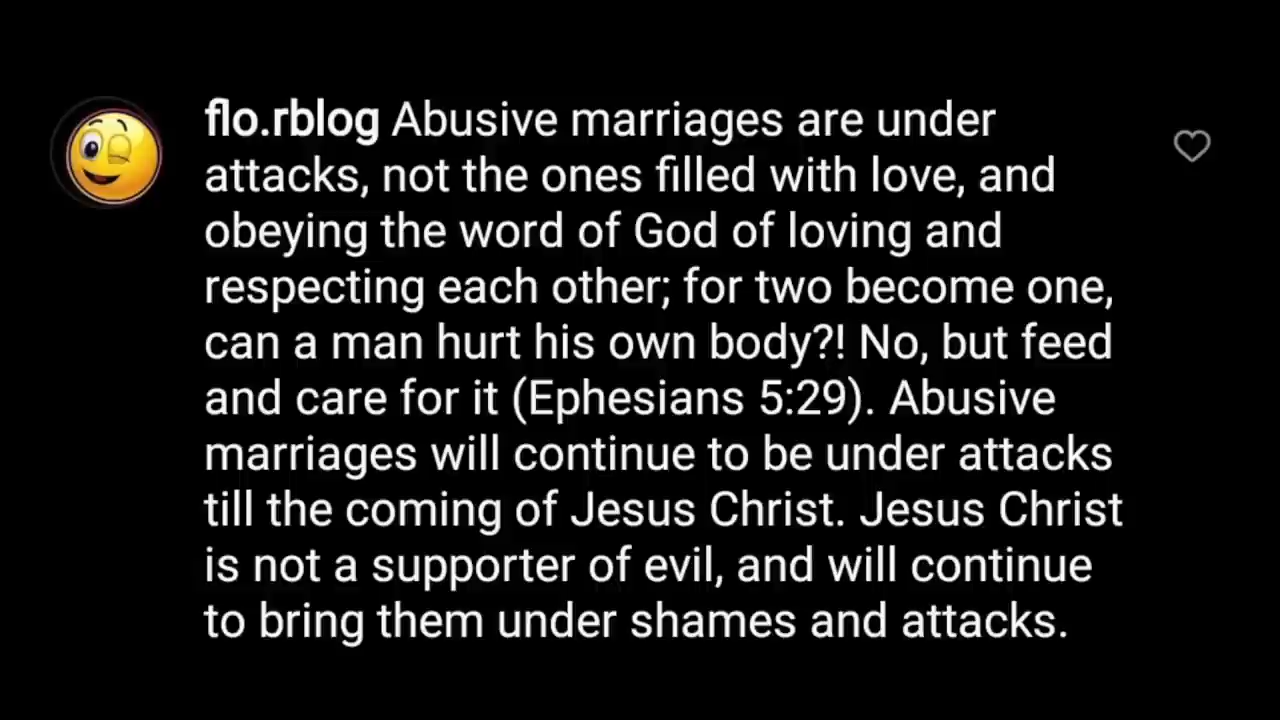 flo.rblog Abusive marriages are under
attacks, not the ones filled with love, and
obeying the word of God of loving and
respecting each other; for two become one,
can a man hurt his own body?! No, but feed
and care for it (Ephesians 5:29). Abusive
marriages will continue to be under attacks
till the coming of Jesus Christ. Jesus Christ
is not a supporter of evil, and will continue
to bring them under shames and attacks.